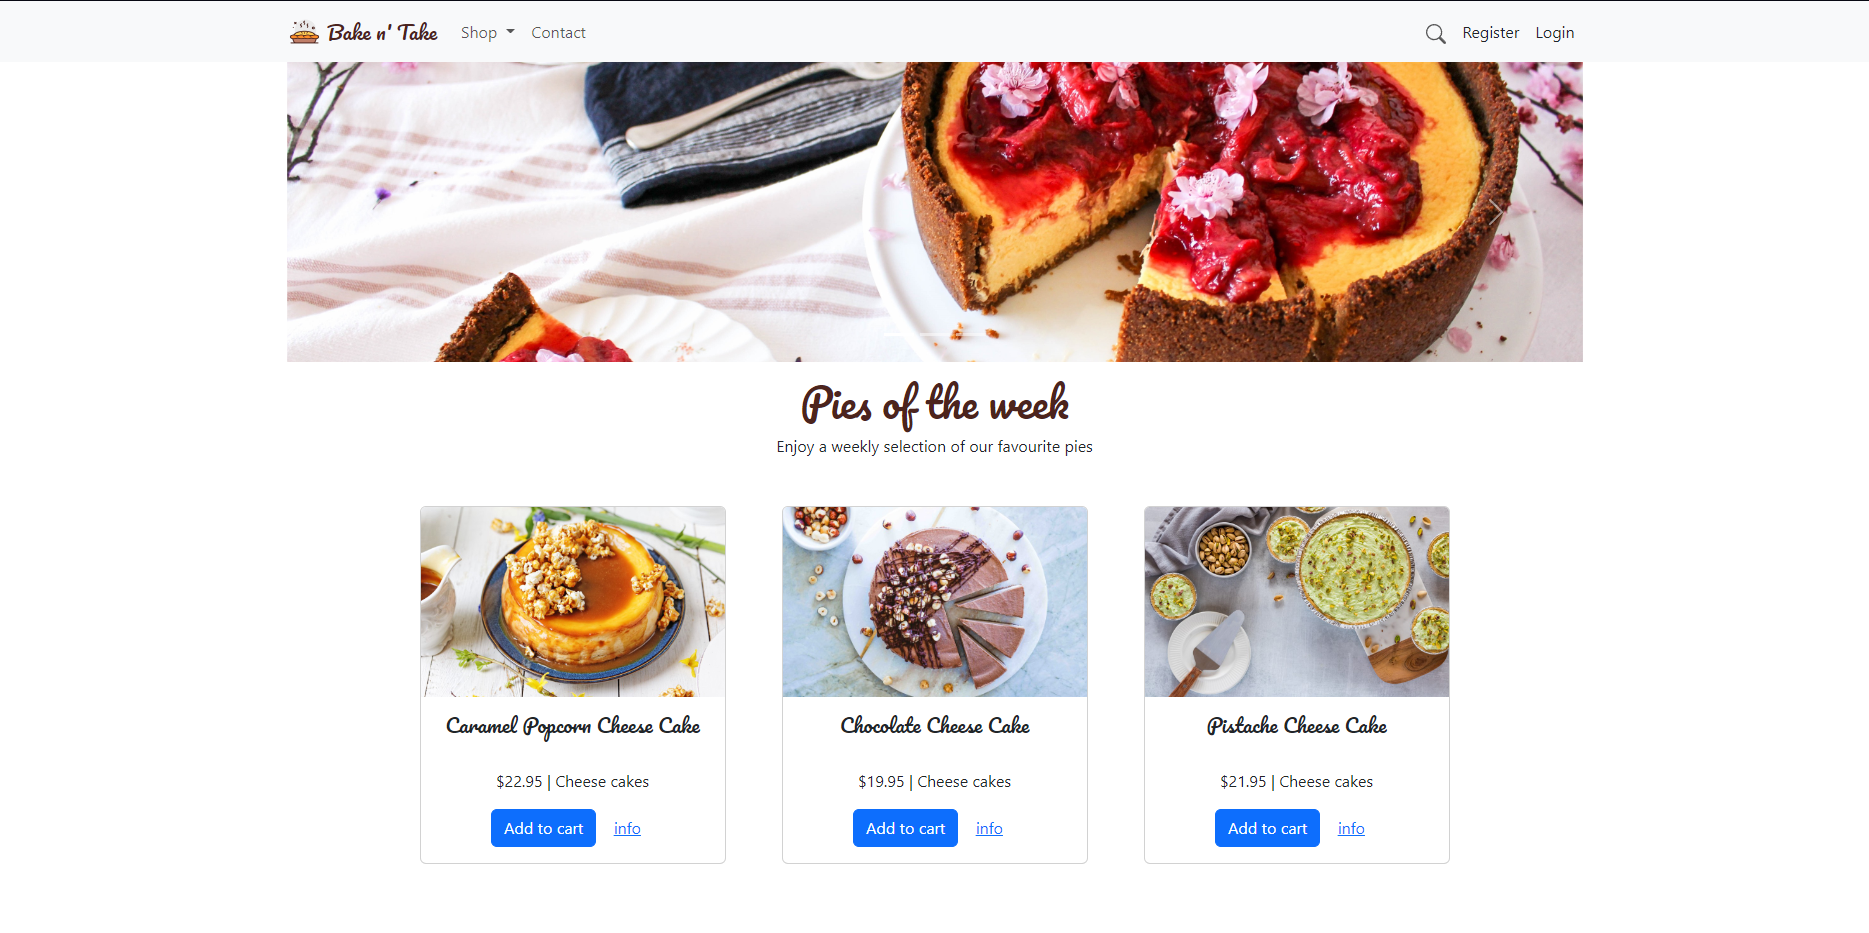 Bake n' Take Shop Contact Register Login
Pies of the week
Enjoy a weekly selection of our favourite pies
Caramel Popcorn Cheese Cake
$22.95 | Cheese cakes
Add to cart info
Chocolate Cheese Cake
$19.95 | Cheese cakes
Add to cart info
Pistache Cheese Cake
$21.95 | Cheese cakes
Add to cart info